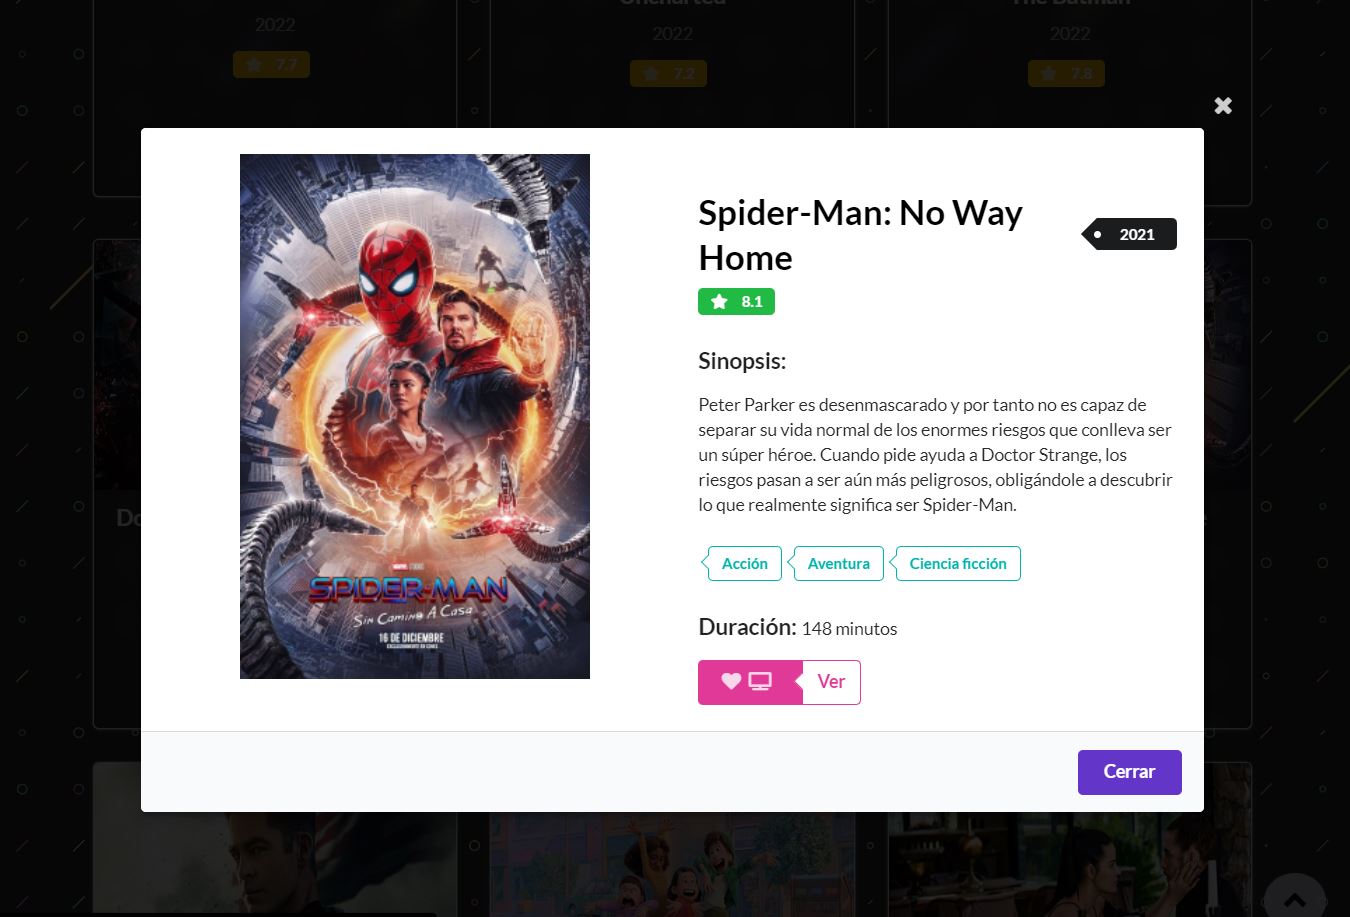 Uncharted
The Batman
2022
2022
2022
7.7
7.2
7.8
Spider-Man: No Way
Home
2021
8.1
Sinopsis:
Peter Parker es desenmascarado y por tanto no es capaz de
separar su vida normal de los enormes riesgos que conlleva ser
un súper héroe. Cuando pide ayuda a Doctor Strange, los
riesgos pasan a ser aún más peligrosos, obligándole a descubrir
lo que realmente significa ser Spider-Man.
Acción
Aventura
Ciencia ficción
Duración: 148 minutos
Ver
Cerrar
SPIDER-MAN
Sin Camino A Casa
16 DE DICIEMBRE
EXCLUSIVAMENTE EN CINES
Do